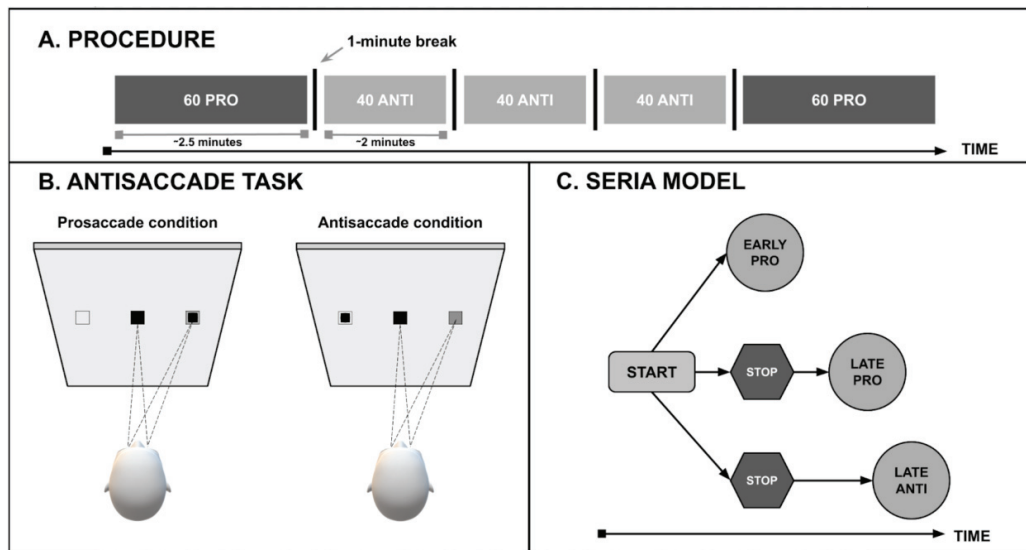 A. PROCEDURE
1-minute break
60 PRO
40 ANTI
40 ANTI
40 ANTI
60 PRO
~2.5 minutes
~2 minutes
TIME
B. ANTISACCADE TASK
Prosaccade condition
Antisaccade condition
C. SERIA MODEL
EARLY
PRO
START
STOP
LATE
PRO
STOP
LATE
ANTI
TIME